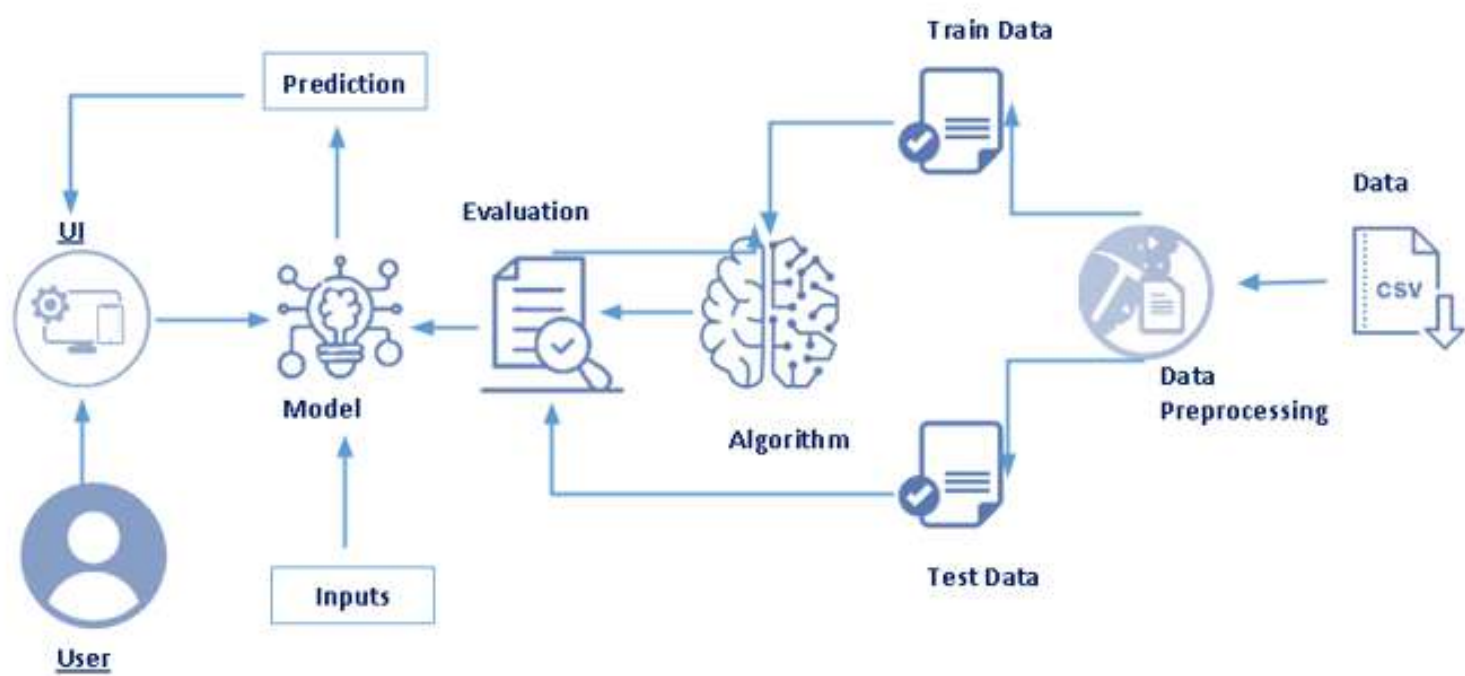 Train Data
Prediction
Data
Evaluation
UI
CSV
Data
Preprocessing
Model
Algorithm
Test Data
Inputs
User